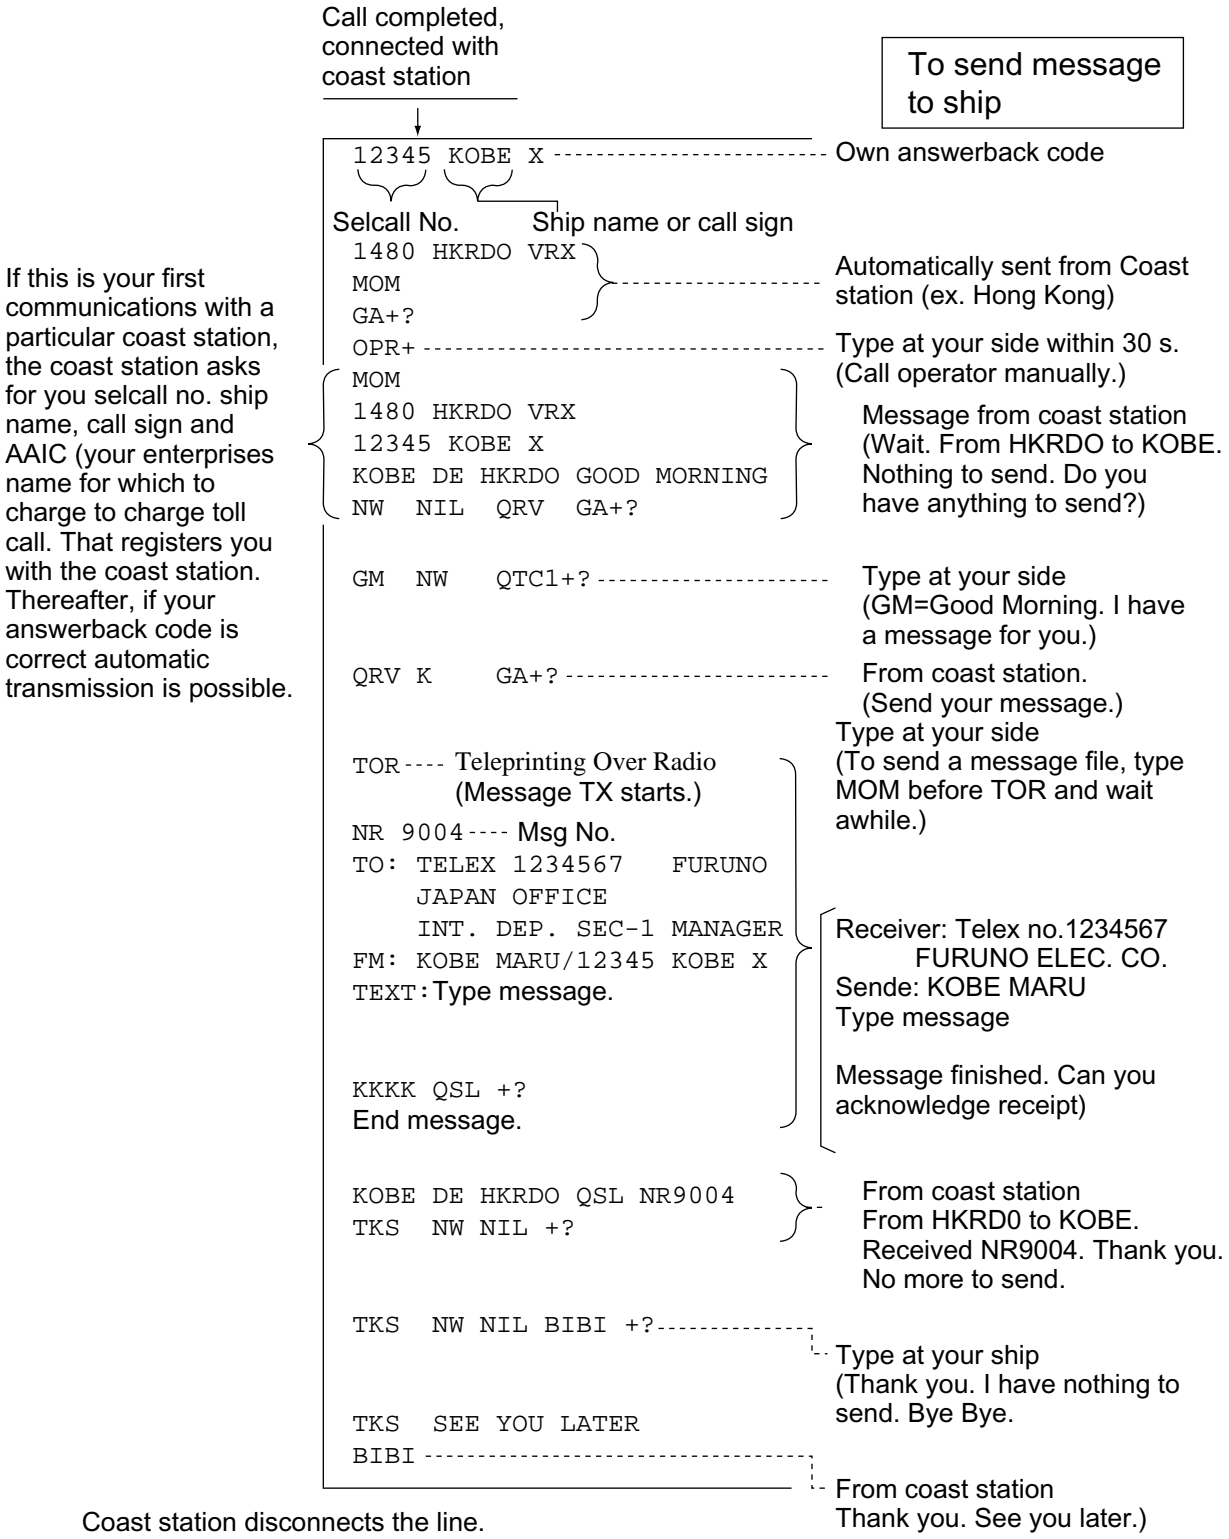 Call completed,
connected with
coast station
To send message
to ship
12345 KOBE X
Own answerback code
Selcall No.
Ship name or call sign
1480 HKRDO VRX
MOM
GA+?
Automatically sent from Coast
station (ex. Hong Kong)
OPR+
Type at your side within 30 s.
(Call operator manually.)
If this is your first
communications with a
particular coast station,
the coast station asks
for you selcall no. ship
name, call sign and
AAIC (your enterprises
name for which to
charge to charge toll
call. That registers you
with the coast station.
Thereafter, if your
answerback code is
correct automatic
transmission is possible.
MOM
1480 HKRDO VRX
12345 KOBE X
KOBE DE HKRDO GOOD MORNING
NW NIL QRV GA+?
Message from coast station
(Wait. From HKRDO to KOBE.
Nothing to send. Do you
have anything to send?)
GM NW QTC1+?
Type at your side
(GM=Good Morning. I have
a message for you.)
QRV K GA+?
From coast station.
(Send your message.)
TOR
Teleprinting Over Radio
(Message TX starts.)
Type at your side
(To send a message file, type
MOM before TOR and wait
awhile.)
NR 9004
Msg No.
TO: TELEX 1234567 FURUNO
JAPAN OFFICE
INT. DEP. SEC-1 MANAGER
FM: KOBE MARU/12345 KOBE X
TEXT:Type message.
Receiver: Telex no.1234567
FURUNO ELEC. CO.
Sende: KOBE MARU
Type message
KKKK QSL +?
End message.
Message finished. Can you
acknowledge receipt)
KOBE DE HKRDO QSL NR9004
TKS NW NIL +?
From coast station
From HKRD0 to KOBE.
Received NR9004. Thank you.
No more to send.
TKS NW NIL BIBI +?
Type at your ship
(Thank you. I have nothing to
send. Bye Bye.
TKS SEE YOU LATER
BIBI
From coast station
Thank you. See you later.)
Coast station disconnects the line.